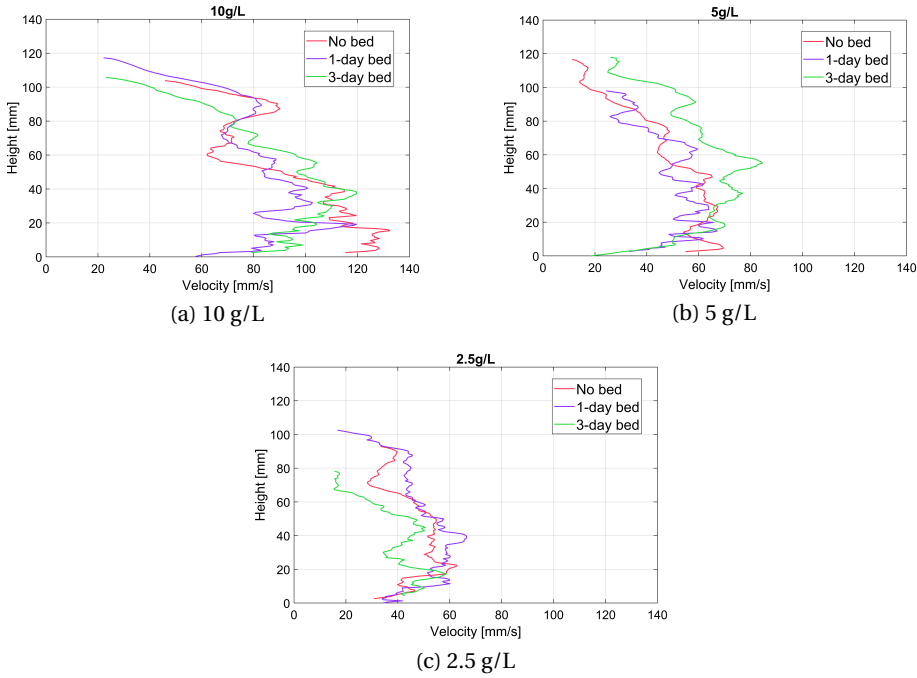 10g/L
140
120
100
80
60
40
20
0
Height [mm]
No bed
1-day bed
3-day bed
0 20 40 60 80 100 120 140
Velocity [mm/s]
(a) 10 g/L
5g/L
140
120
100
80
60
40
20
0
Height [mm]
No bed
1-day bed
3-day bed
0 20 40 60 80 100 120 140
Velocity [mm/s]
(b) 5 g/L
2.5g/L
140
120
100
80
60
40
20
0
Height [mm]
No bed
1-day bed
3-day bed
0 20 40 60 80 100 120 140
Velocity [mm/s]
(c) 2.5 g/L